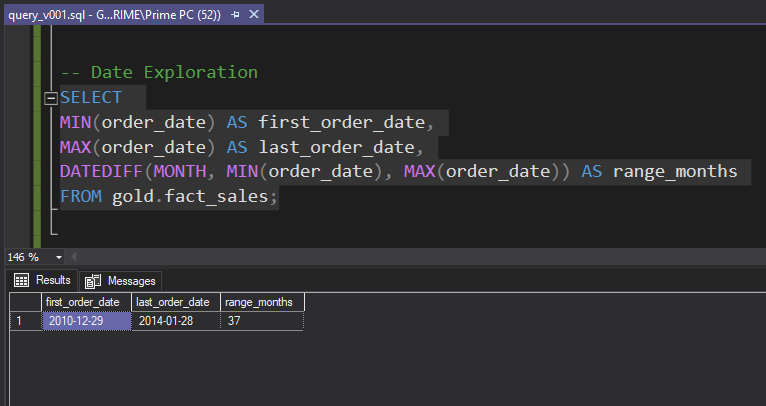 query_v001.sql - G...RIME\Prime PC (52))
-- Date Exploration
SELECT
MIN(order_date) AS first_order_date,
MAX(order_date) AS last_order_date,
DATEDIFF(MONTH, MIN(order_date), MAX(order_date)) AS range_months
FROM gold.fact_sales;
146 %
Results Messages
first_order_date last_order_date range_months
1 2010-12-29 2014-01-28 37